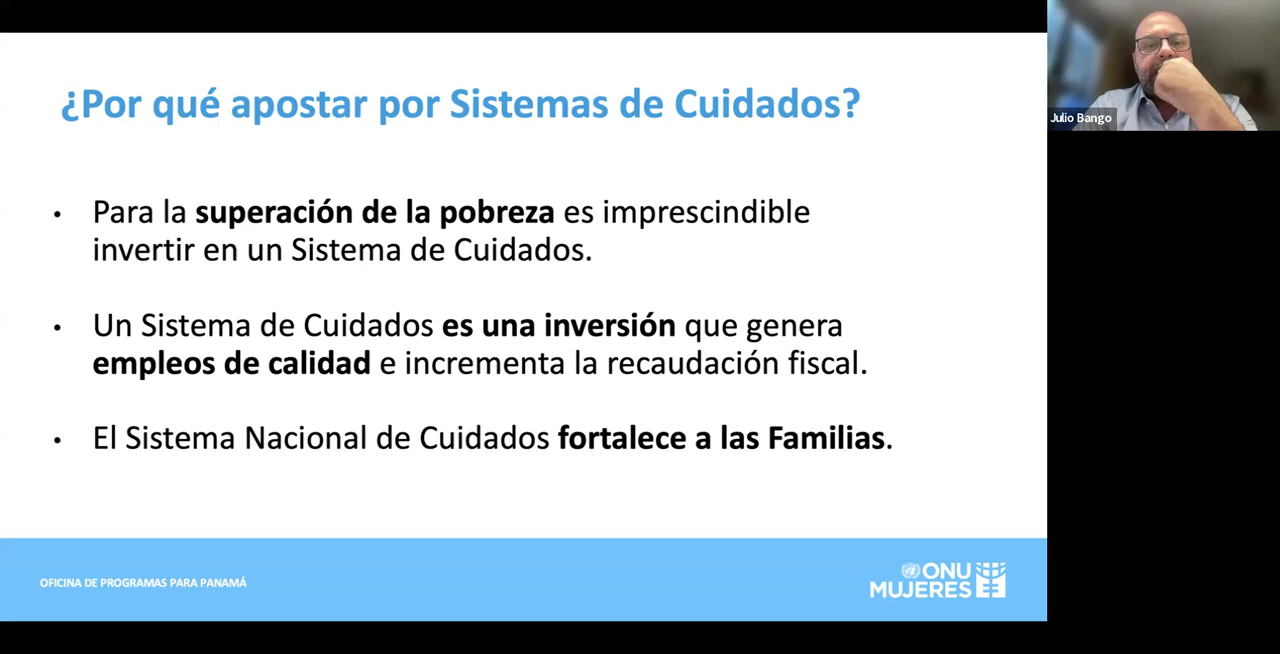 ¿Por qué apostar por Sistemas de Cuidados?
• Para la superación de la pobreza es imprescindible
invertir en un Sistema de Cuidados.
• Un Sistema de Cuidados es una inversión que genera
empleos de calidad e incrementa la recaudación fiscal.
• El Sistema Nacional de Cuidados fortalece a las Familias.
OFICINA DE PROGRAMAS PARA PANAMÁ
ONU
MUJERES
Julio Bango